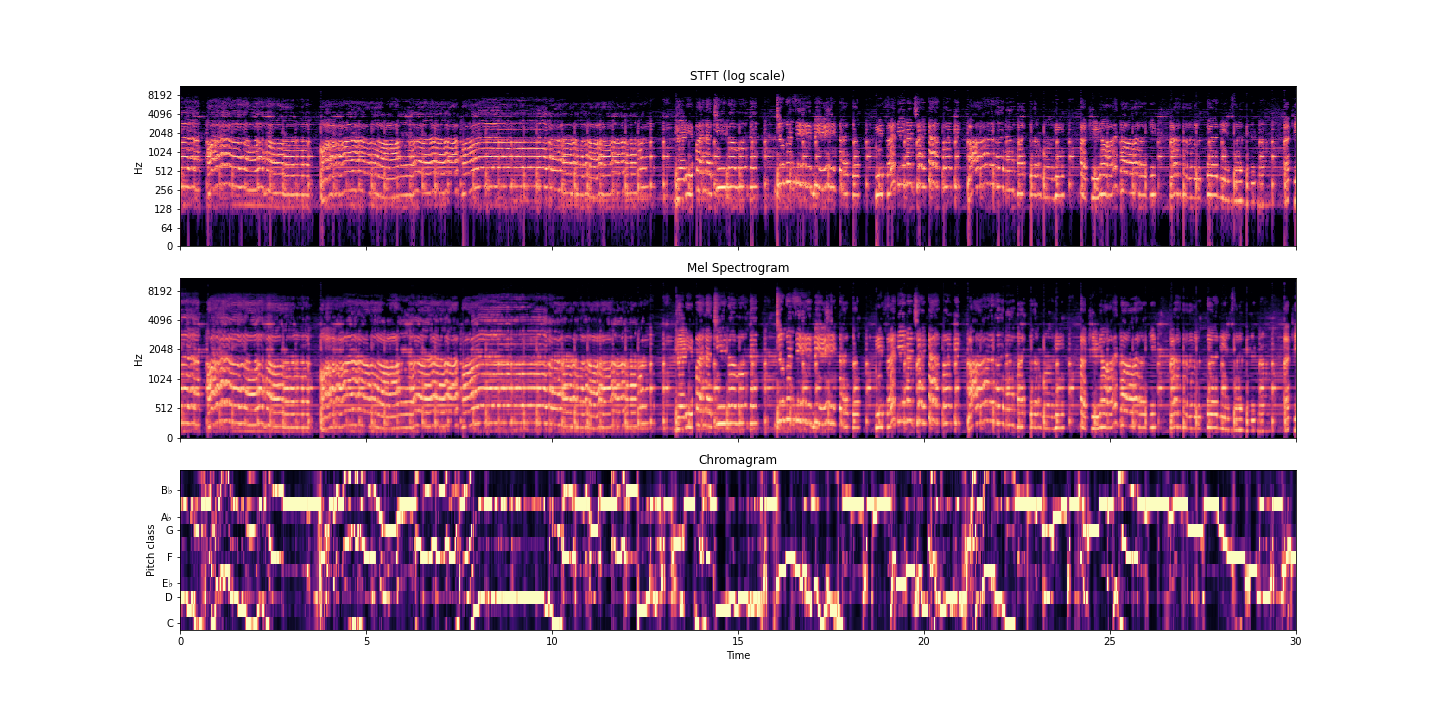 STFT (log scale)
8192
4096
2048
1024
512
256
128
64
0
Hz
Mel Spectrogram
8192
4096
2048
1024
512
0
Hz
Chromagram
B♭
A♭
G
F
E♭
D
C
Pitch class
0 5 10 15 20 25 30
Time